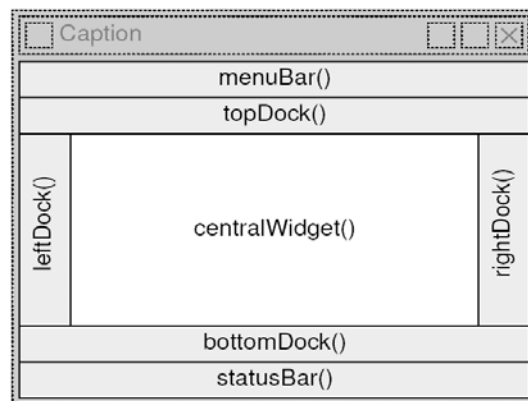 Caption
menuBar()
topDock()
leftDock()
centralWidget()
rightDock()
bottomDock()
statusBar()